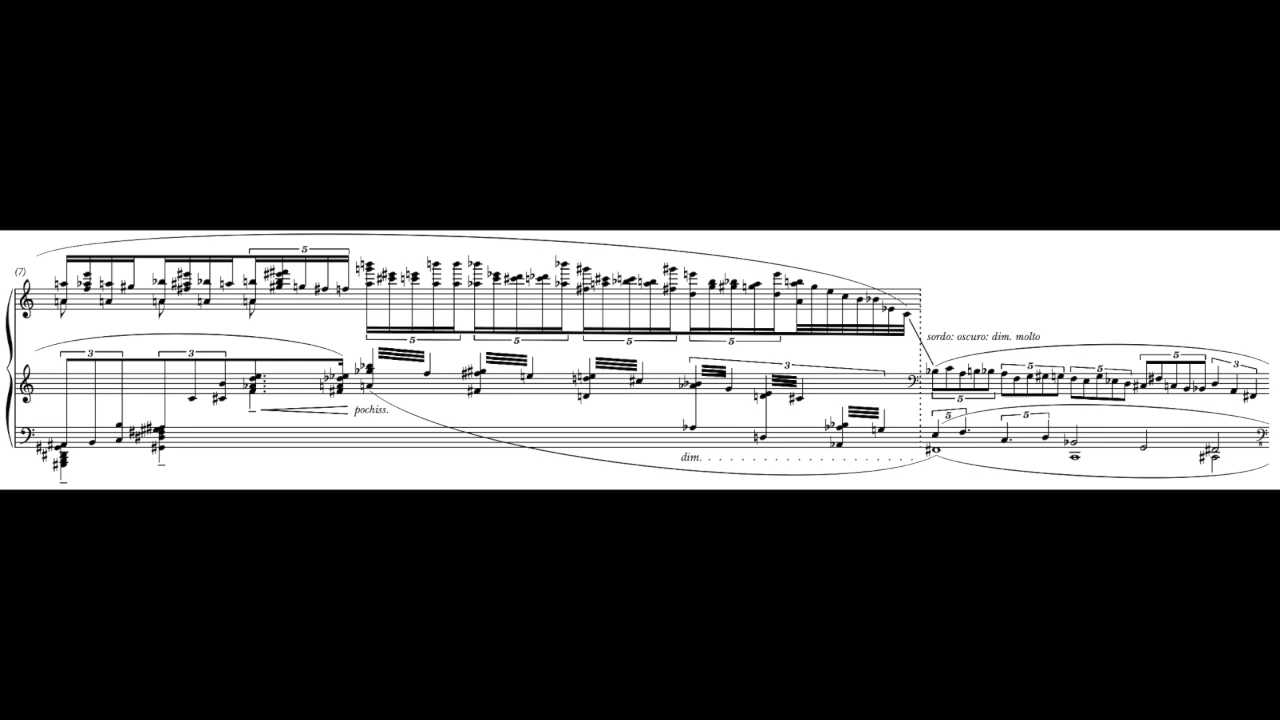 5
(7)
5 5 5 5
sordo: oscuro: dim. molto
3 3 3 5 5 5 3
pochiss.
5
5 5
dim.